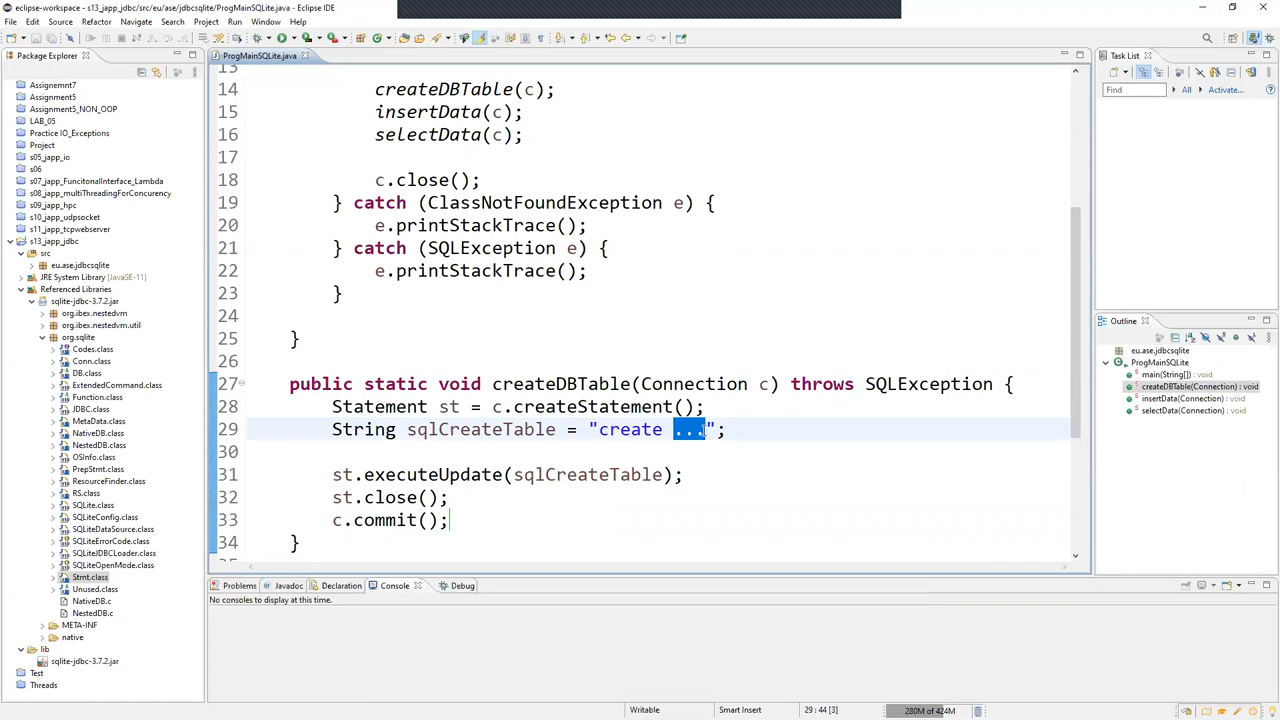 eclipse-workspace - s13_japp_jdbc/src/eu/ase/jdbcsqlite/ProgMainSQLite.java - Eclipse IDE
File Edit Source Refactor Navigate Search Project Run Window Help
Package Explorer
Assignemnt7
Assignment5
Assignment5_NON_OOP
LAB_05
Practice IO_Exceptions
Project
s05_japp_io
s06
s07_japp_FuncitonalInterface_Lambda
s08_japp_multiThreadingForConcurency
s09_app_hpc
s10_app_udpsocket
s11_app_tcpwebserver
s13_japp_jdbc
src
eu.ase.jdbcsqlite
JRE System Library [JavaSE-11]
Referenced Libraries
sqlite-jdbc-3.7.2.jar
org.ibex.nestedvm
org.ibex.nestedvm.util
org.sqlite
Codes.class
Conn.class
DB.class
ExtendedCommand.class
Function.class
JDBC.class
MetaData.class
NativeDB.class
NestedDB.class
OSInfo.class
PrepStmt.class
ResourceFinder.class
RS.class
SQLite.class
SQLiteConfig.class
SQLiteDataSource.class
SQLiteErrorCode.class
SQLiteJDBCLoader.class
SQLiteOpenMode.class
Stmt.class
Unused.class
NativeDB.c
NestedDB.c
META-INF
native
lib
sqlite-jdbc-3.7.2.jar
Test
Threads
ProgMainSQLite.java
13
14 createDBTable(c);
15 insertData(c);
16 selectData(c);
17
18 c.close();
19 } catch (ClassNotFoundException e) {
20 e.printStackTrace();
21 } catch (SQLException e) {
22 e.printStackTrace();
23 }
24
25 }
26
27 public static void createDBTable(Connection c) throws SQLException {
28 Statement st = c.createStatement();
29 String sqlCreateTable = "create ...";
30
31 st.executeUpdate(sqlCreateTable);
32 st.close();
33 c.commit();
34 }
Problems Javadoc Declaration Console Debug
No consoles to display at this time.
Task List
Find All Activate...
Outline
eu.ase.jdbcsqlite
ProgMainSQLite
main(String[]) : void
createDBTable(Connection) : void
insertData(Connection) : void
selectData(Connection) : void
Writable Smart Insert 29 : 44 [3] 280M of 424M